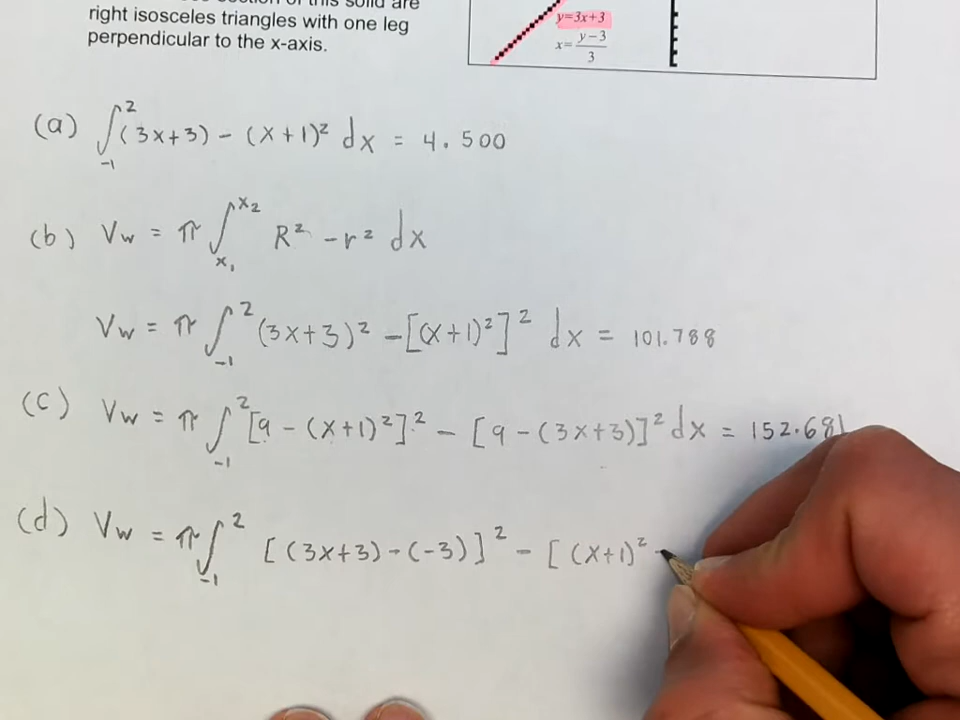 right isosceles triangles with one leg
perpendicular to the x-axis.
y=3x+3
x=\frac{y-3}{3}
(a) ∫_{-1}^{2} (3x+3) - (x+1)² dx = 4.500
(b) Vw = π ∫_{x₁}^{x₂} R² - r² dx
Vw = π ∫_{-1}^{2} (3x+3)² - [(x+1)²]² dx = 101.788
(c) Vw = π ∫_{-1}^{2} [9 - (x+1)²]² - [9 - (3x+3)]² dx = 152.681
(d) Vw = π ∫_{-1}^{2} [(3x+3) - (-3)]² - [(x+1)² -